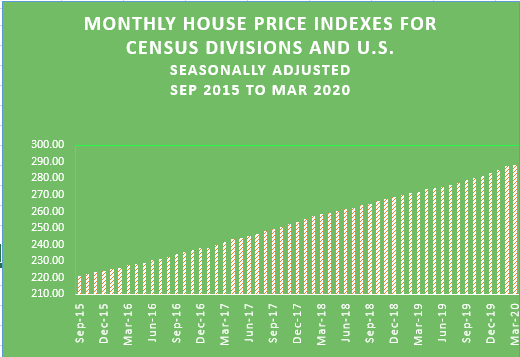 MONTHLY HOUSE PRICE INDEXES FOR
CENSUS DIVISIONS AND U.S.
SEASONALLY ADJUSTED
SEP 2015 TO MAR 2020
300.00
290.00
280.00
270.00
260.00
250.00
240.00
230.00
220.00
210.00
Sep-15
Dec-15
Mar-16
Jun-16
Sep-16
Dec-16
Mar-17
Jun-17
Sep-17
Dec-17
Mar-18
Jun-18
Sep-18
Dec-18
Mar-19
Jun-19
Sep-19
Dec-19
Mar-20